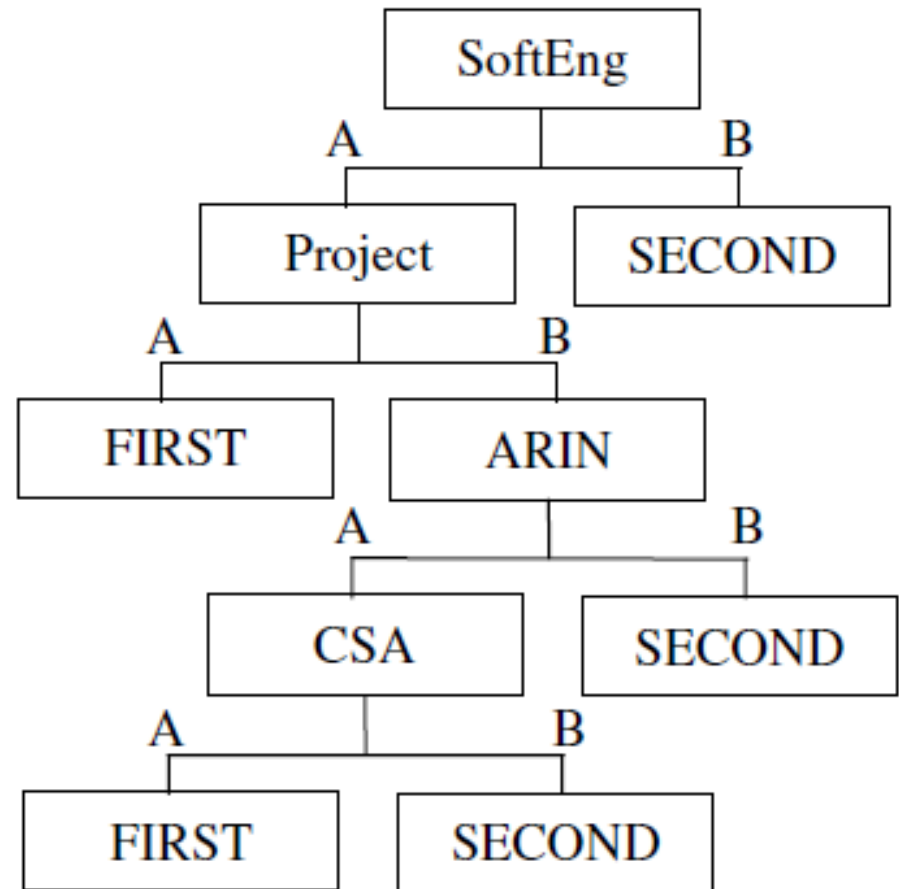 SoftEng
A B
Project SECOND
A B
FIRST ARIN
A B
CSA SECOND
A B
FIRST SECOND